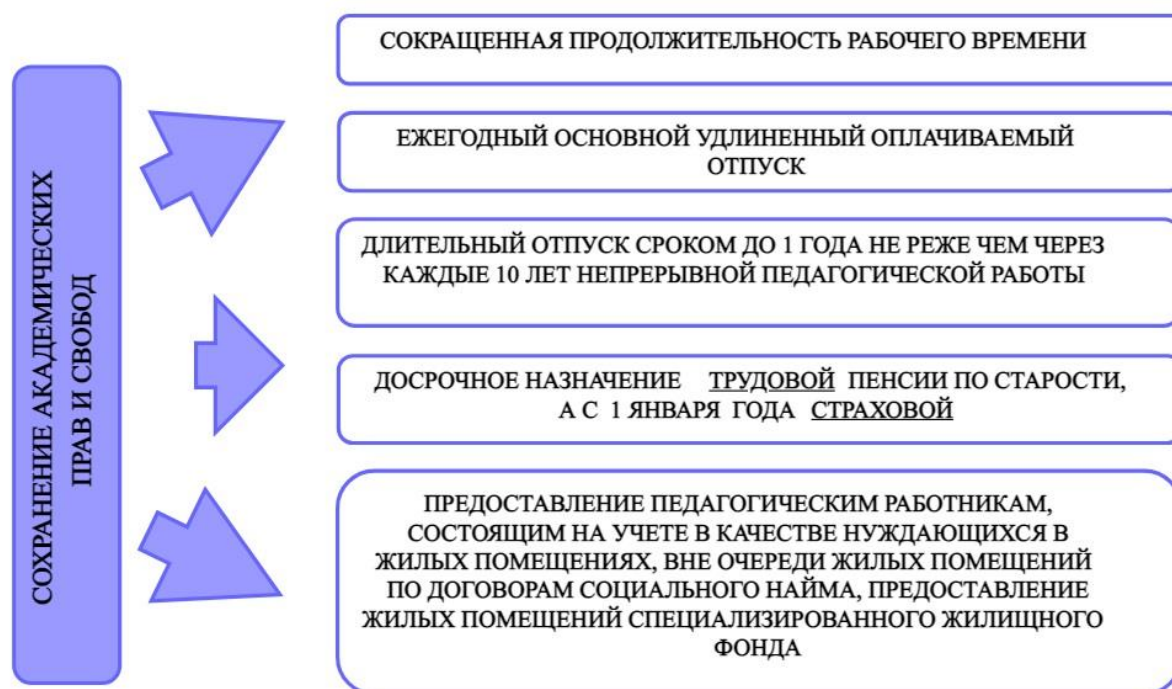 СОХРАНЕНИЕ АКАДЕМИЧЕСКИХ
ПРАВ И СВОБОД
СОКРАЩЕННАЯ ПРОДОЛЖИТЕЛЬНОСТЬ РАБОЧЕГО ВРЕМЕНИ
ЕЖЕГОДНЫЙ ОСНОВНОЙ УДЛИНЕННЫЙ ОПЛАЧИВАЕМЫЙ
ОТПУСК
ДЛИТЕЛЬНЫЙ ОТПУСК СРОКОМ ДО 1 ГОДА НЕ РЕЖЕ ЧЕМ ЧЕРЕЗ
КАЖДЫЕ 10 ЛЕТ НЕПРЕРЫВНОЙ ПЕДАГОГИЧЕСКОЙ РАБОТЫ
ДОСРОЧНОЕ НАЗНАЧЕНИЕ ТРУДОВОЙ ПЕНСИИ ПО СТАРОСТИ,
А С 1 ЯНВАРЯ ГОДА СТРАХОВОЙ
ПРЕДОСТАВЛЕНИЕ ПЕДАГОГИЧЕСКИМ РАБОТНИКАМ,
СОСТОЯЩИМ НА УЧЕТЕ В КАЧЕСТВЕ НУЖДАЮЩИХСЯ В
ЖИЛЫХ ПОМЕЩЕНИЯХ, ВНЕ ОЧЕРЕДИ ЖИЛЫХ ПОМЕЩЕНИЙ
ПО ДОГОВОРАМ СОЦИАЛЬНОГО НАЙМА, ПРЕДОСТАВЛЕНИЕ
ЖИЛЫХ ПОМЕЩЕНИЙ СПЕЦИАЛИЗИРОВАННОГО ЖИЛИЩНОГО
ФОНДА